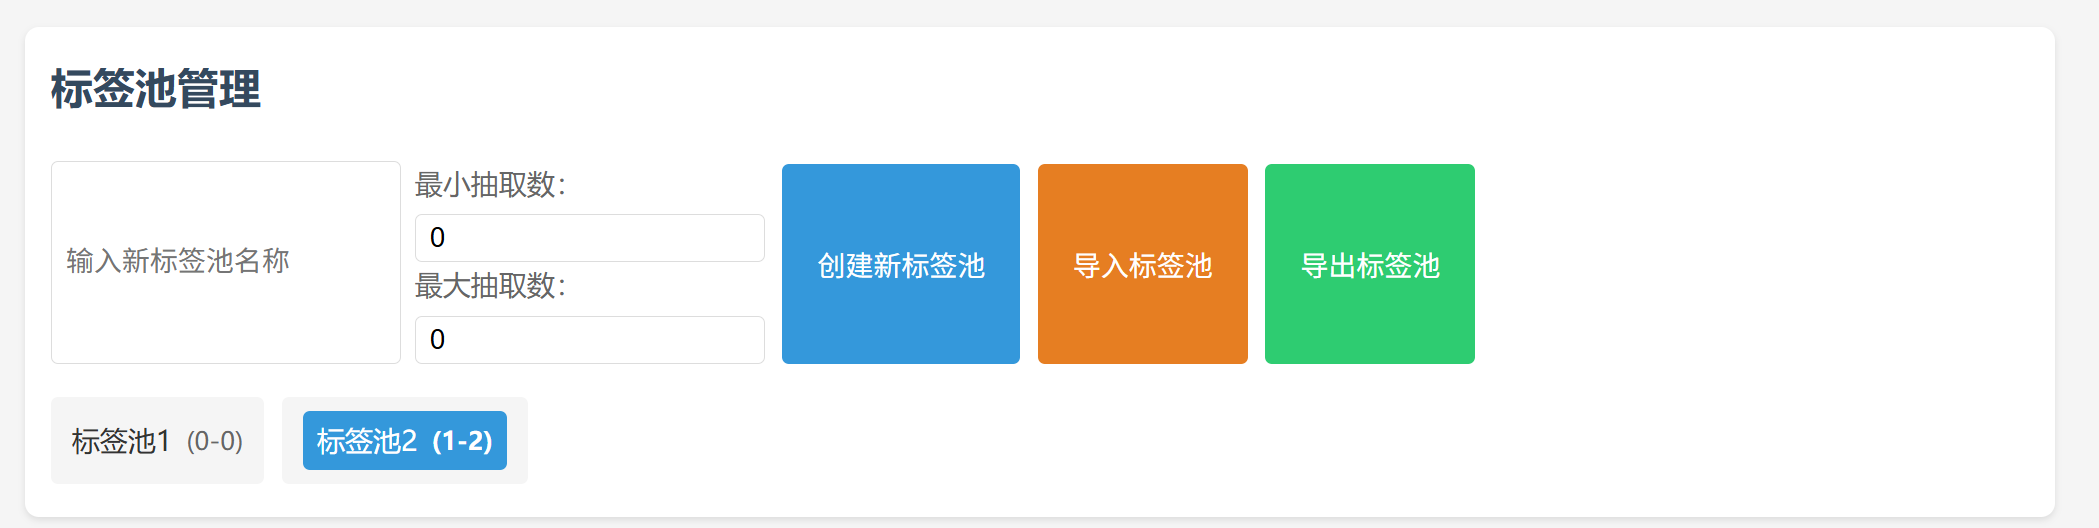 标签池管理
输入新标签池名称
最小抽取数：
0
最大抽取数：
0
创建新标签池
导入标签池
导出标签池
标签池1 (0-0)
标签池2 (1-2)